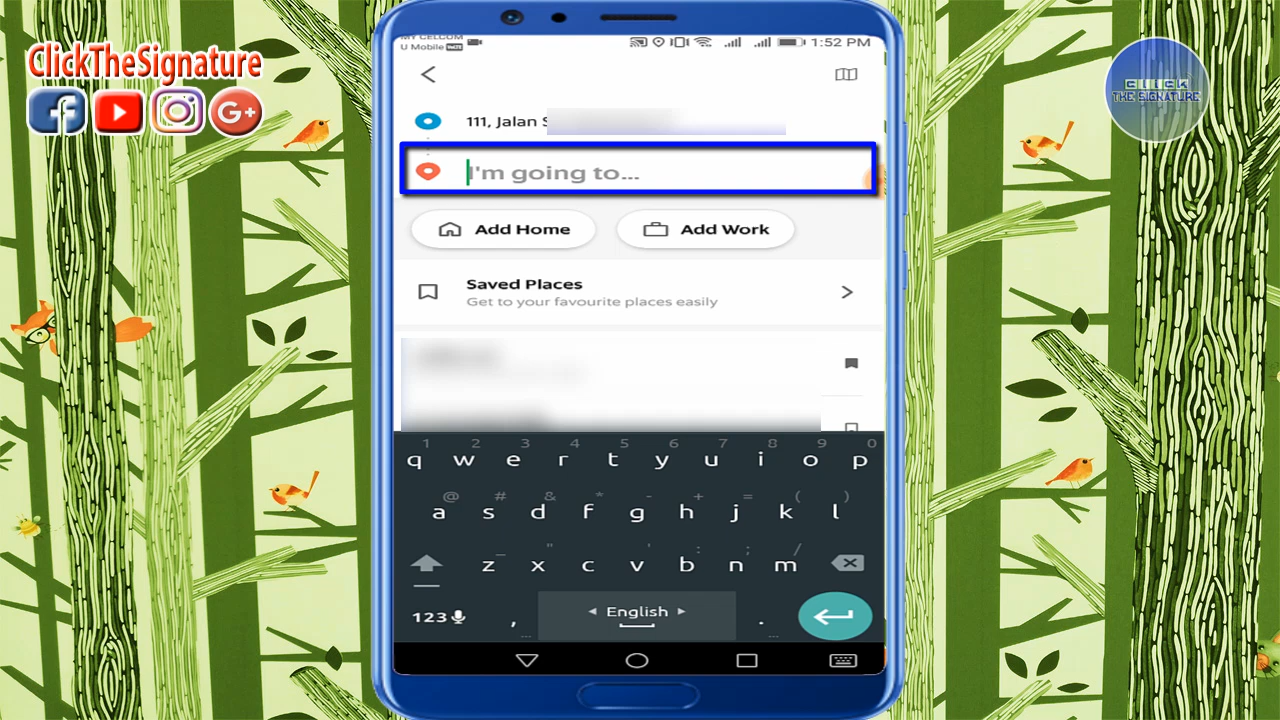 ClickTheSignature
G+
CLICK
THE SIGNATURE
MY CELCOM
U Mobile VoLTE
1:52 PM
111, Jalan S
I'm going to...
Add Home
Add Work
Saved Places
Get to your favourite places easily
1 2 3 4 5 6 7 8 9 0
q w e r t y u i o p
@ # & * - + = ( )
a s d f g h j k l
_ " ' : ; /
z x c v b n m
123 , English .